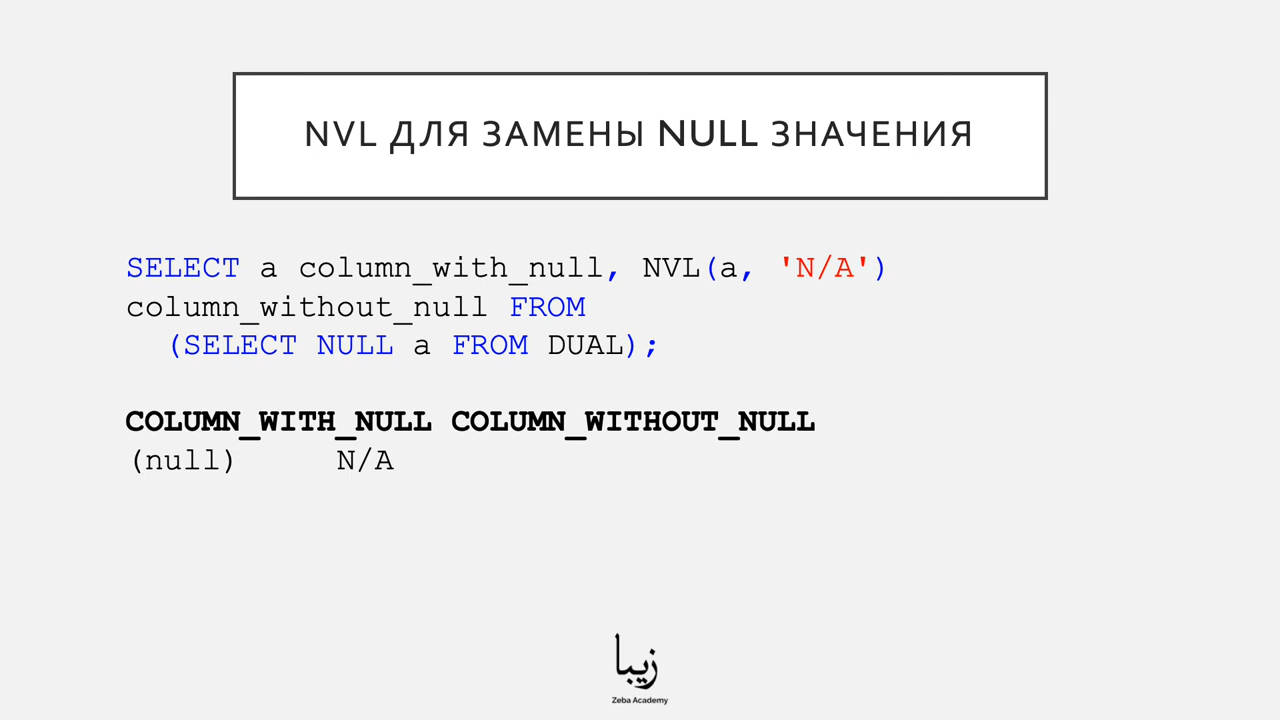 NVL ДЛЯ ЗАМЕНЫ NULL ЗНАЧЕНИЯ
SELECT a column_with_null, NVL(a, 'N/A')
column_without_null FROM
(SELECT NULL a FROM DUAL);
COLUMN_WITH_NULL COLUMN_WITHOUT_NULL
(null) N/A
زيبا
Zeba Academy